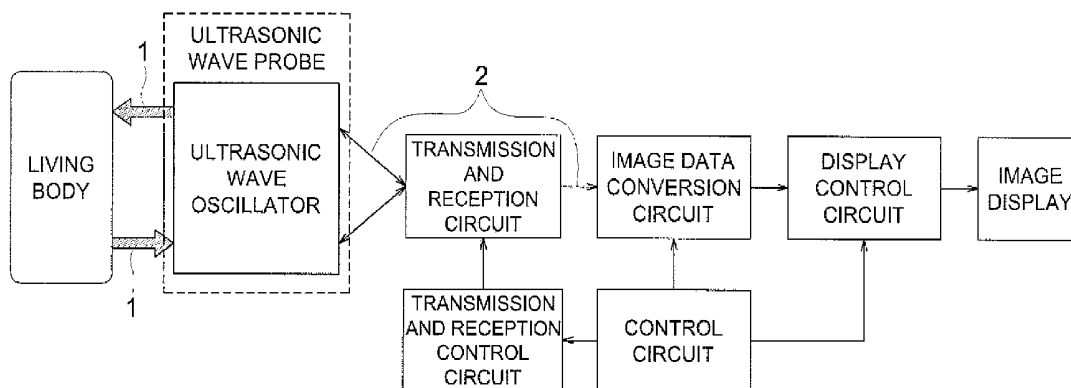 ULTRASONIC
WAVE PROBE
1
2
LIVING
BODY
ULTRASONIC
WAVE
OSCILLATOR
TRANSMISSION
AND
RECEPTION
CIRCUIT
IMAGE DATA
CONVERSION
CIRCUIT
DISPLAY
CONTROL
CIRCUIT
IMAGE
DISPLAY
1
TRANSMISSION
AND RECEPTION
CONTROL
CIRCUIT
CONTROL
CIRCUIT